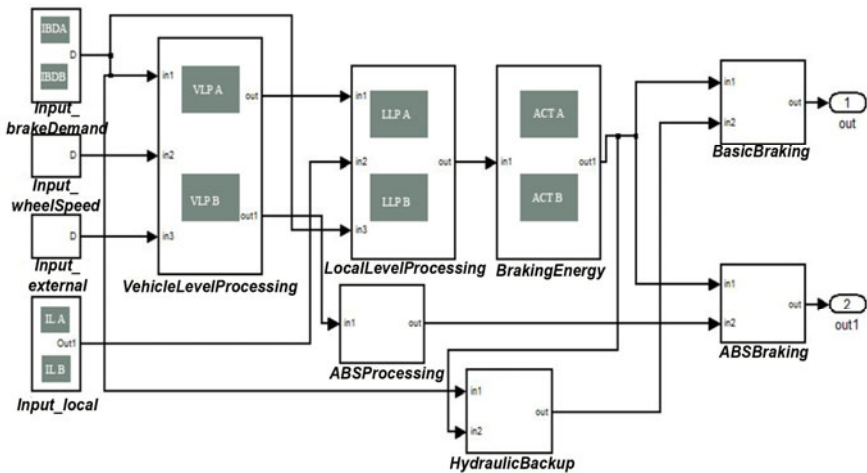 IBDA
D
IBDB
Input_
brakeDemand
D
Input_
wheelSpeed
D
Input_
external
IL A
Out1
IL B
Input_local
in1
VLP A
out
in2
VLP B
out1
in3
VehicleLevelProcessing
in1
LLP A
in2
out
LLP B
in3
LocalLevelProcessing
ACT A
in1
out1
ACT B
BrakingEnergy
in1
out
ABSProcessing
in1
out
in2
HydraulicBackup
in1
out
in2
BasicBraking
1
out
in1
out
in2
ABSBraking
2
out1